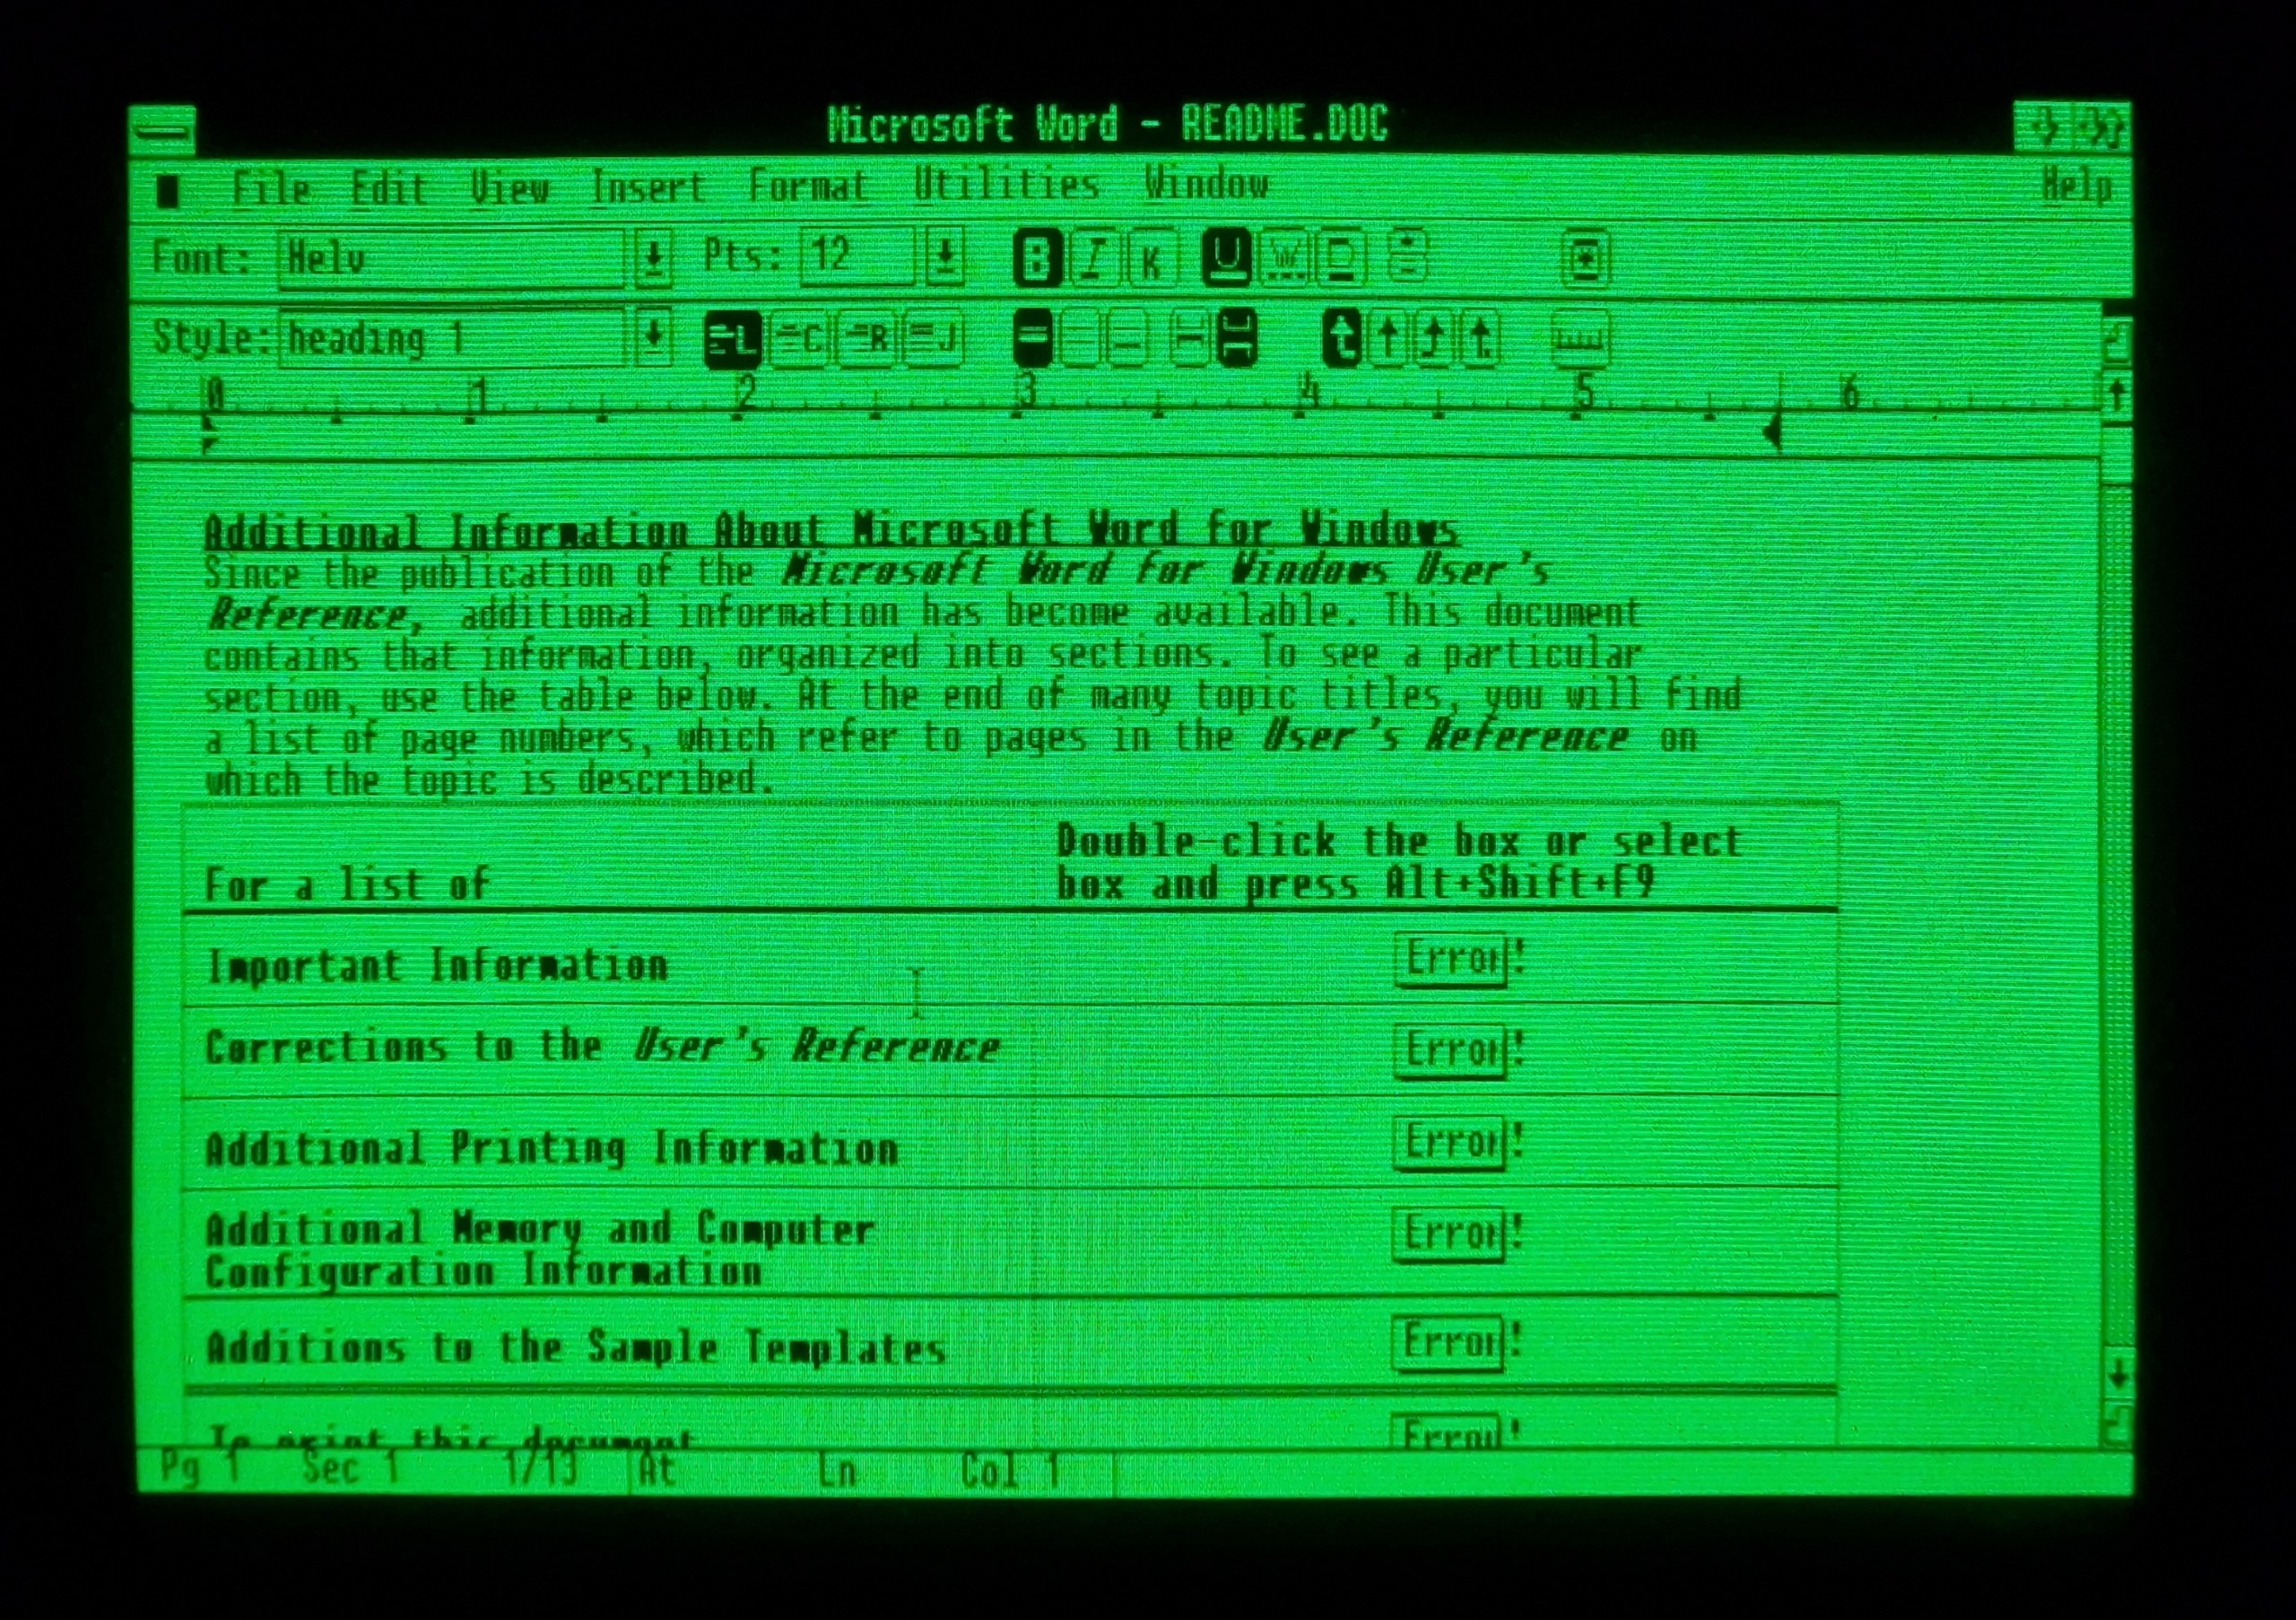 Microsoft Word - README.DOC
File Edit View Insert Format Utilities Window Help
Font: Helv Pts: 12 B I K U W D
Style: heading 1 L C R J
0 1 2 3 4 5 6
Additional Information About Microsoft Word for Windows
Since the publication of the Microsoft Word for Windows User's
Reference, additional information has become available. This document
contains that information, organized into sections. To see a particular
section, use the table below. At the end of many topic titles, you will find
a list of page numbers, which refer to pages in the User's Reference on
which the topic is described.
Double-click the box or select
For a list of box and press Alt+Shift+F9
Important Information Error!
Corrections to the User's Reference Error!
Additional Printing Information Error!
Additional Memory and Computer Error!
Configuration Information
Additions to the Sample Templates Error!
To print this document Error!
Pg 1 Sec 1 1/13 At Ln Col 1